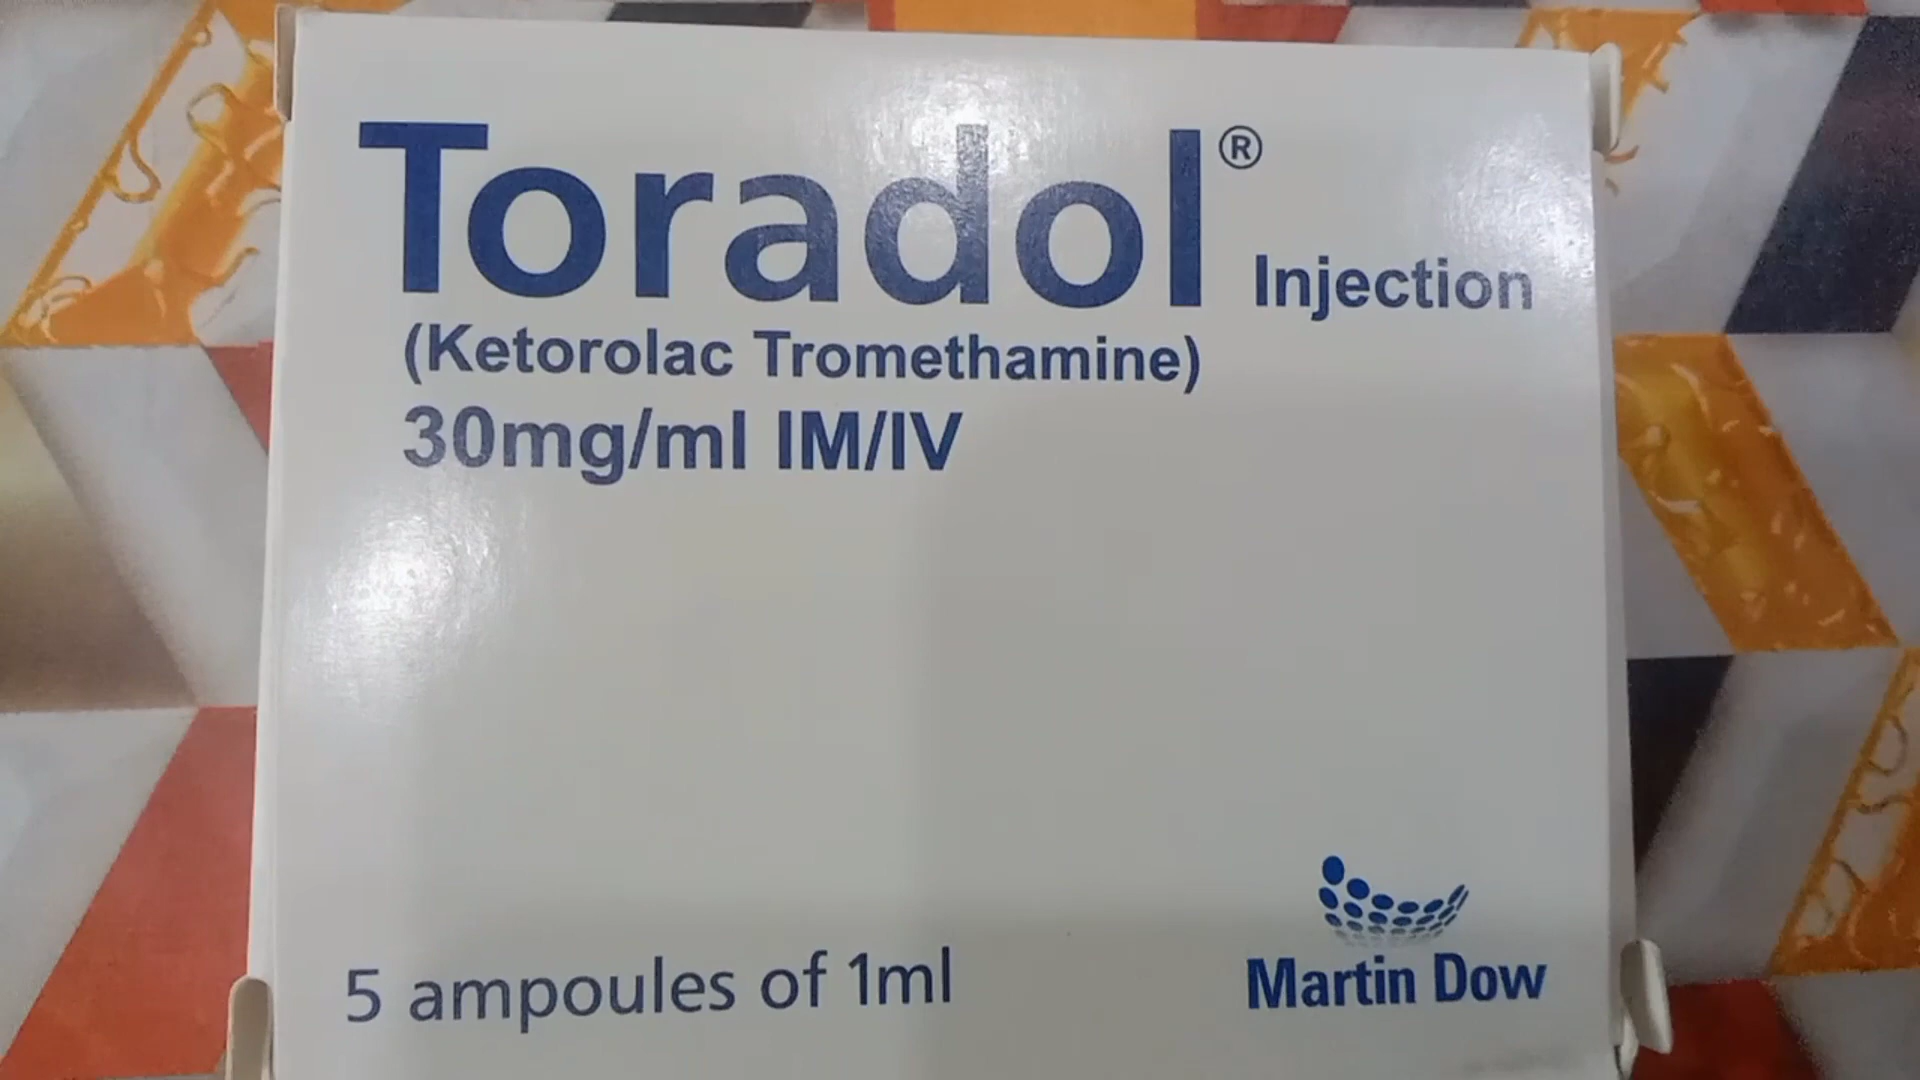 Toradol® Injection
(Ketorolac Tromethamine)
30mg/ml IM/IV
5 ampoules of 1ml
Martin Dow